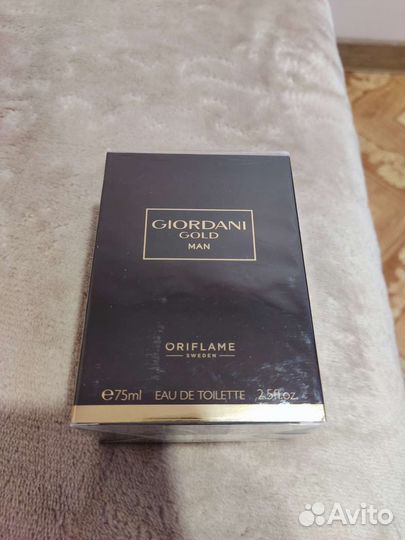 GIORDANI
GOLD
MAN
ORIFLAME
SWEDEN
℮75ml EAU DE TOILETTE 2.5fl.oz.
Avito